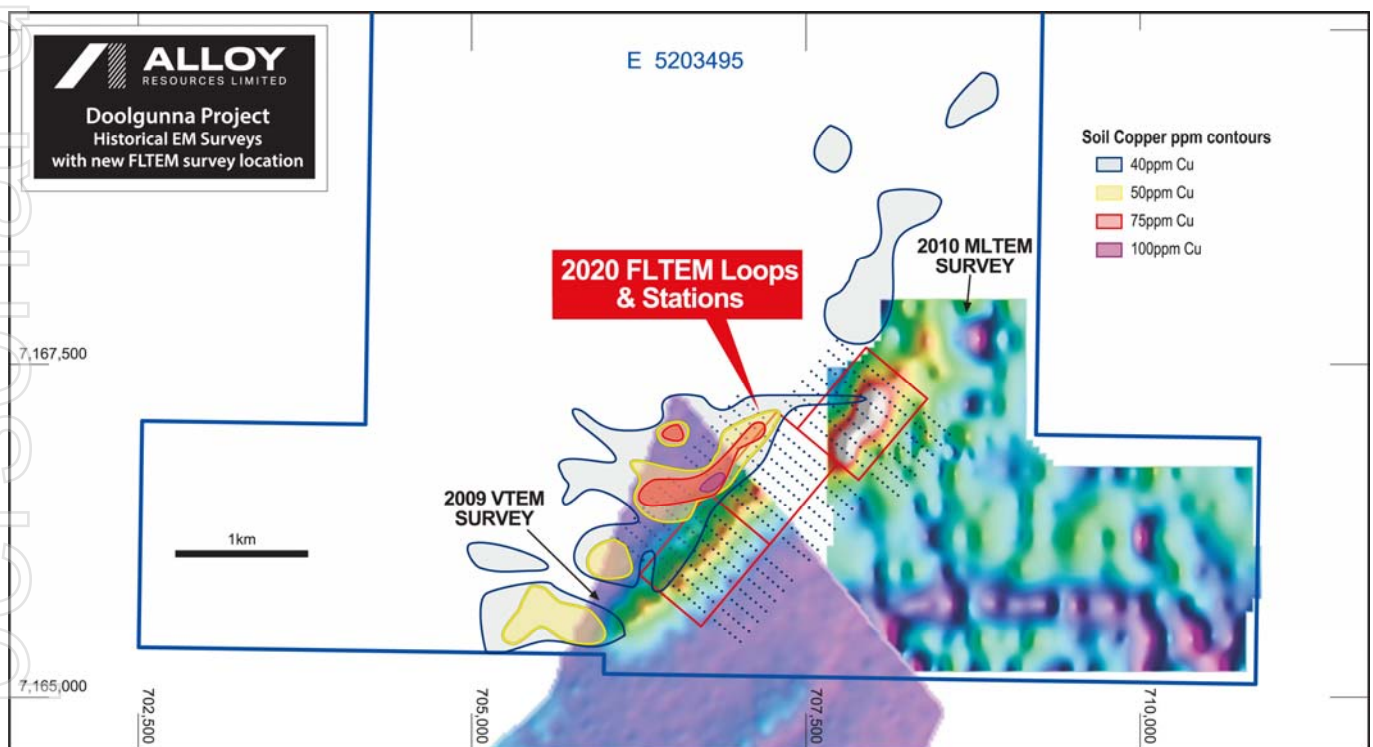 ALLOY
RESOURCES LIMITED
Doolgunna Project
Historical EM Surveys
with new FLTEM survey location
E 5203495
Soil Copper ppm contours
40ppm Cu
50ppm Cu
75ppm Cu
100ppm Cu
2010 MLTEM
SURVEY
2020 FLTEM Loops
& Stations
7,167,500
2009 VTEM
SURVEY
1km
7,165,000
702,500
705,000
707,500
710,000